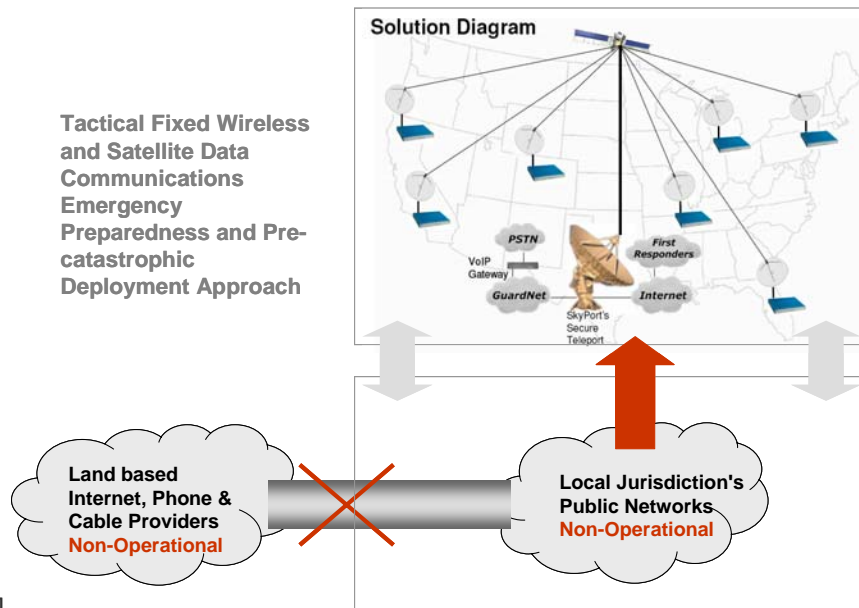 Solution Diagram
Tactical Fixed Wireless
and Satellite Data
Communications
Emergency
Preparedness and Pre-
catastrophic
Deployment Approach
PSTN
First
Responders
VoIP
Gateway
GuardNet
Internet
SkyPort's
Secure
Teleport
Land based
Internet, Phone &
Cable Providers
Non-Operational
Local Jurisdiction's
Public Networks
Non-Operational